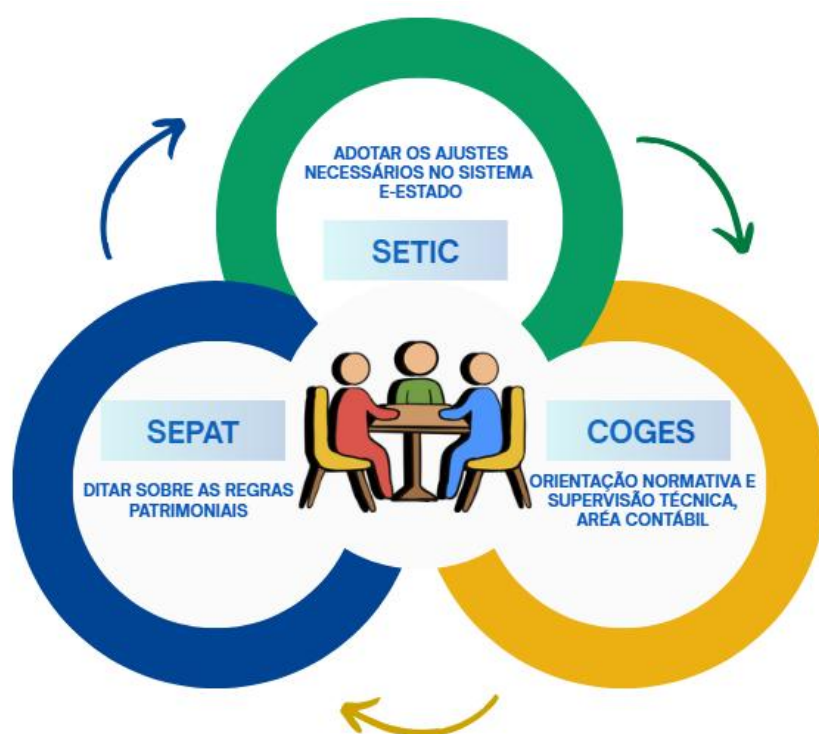 ADOTAR OS AJUSTES
NECESSÁRIOS NO SISTEMA
E-ESTADO
SETIC
SEPAT
DITAR SOBRE AS REGRAS
PATRIMONIAIS
COGES
ORIENTAÇÃO NORMATIVA E
SUPERVISÃO TÉCNICA,
ARÉA CONTÁBIL